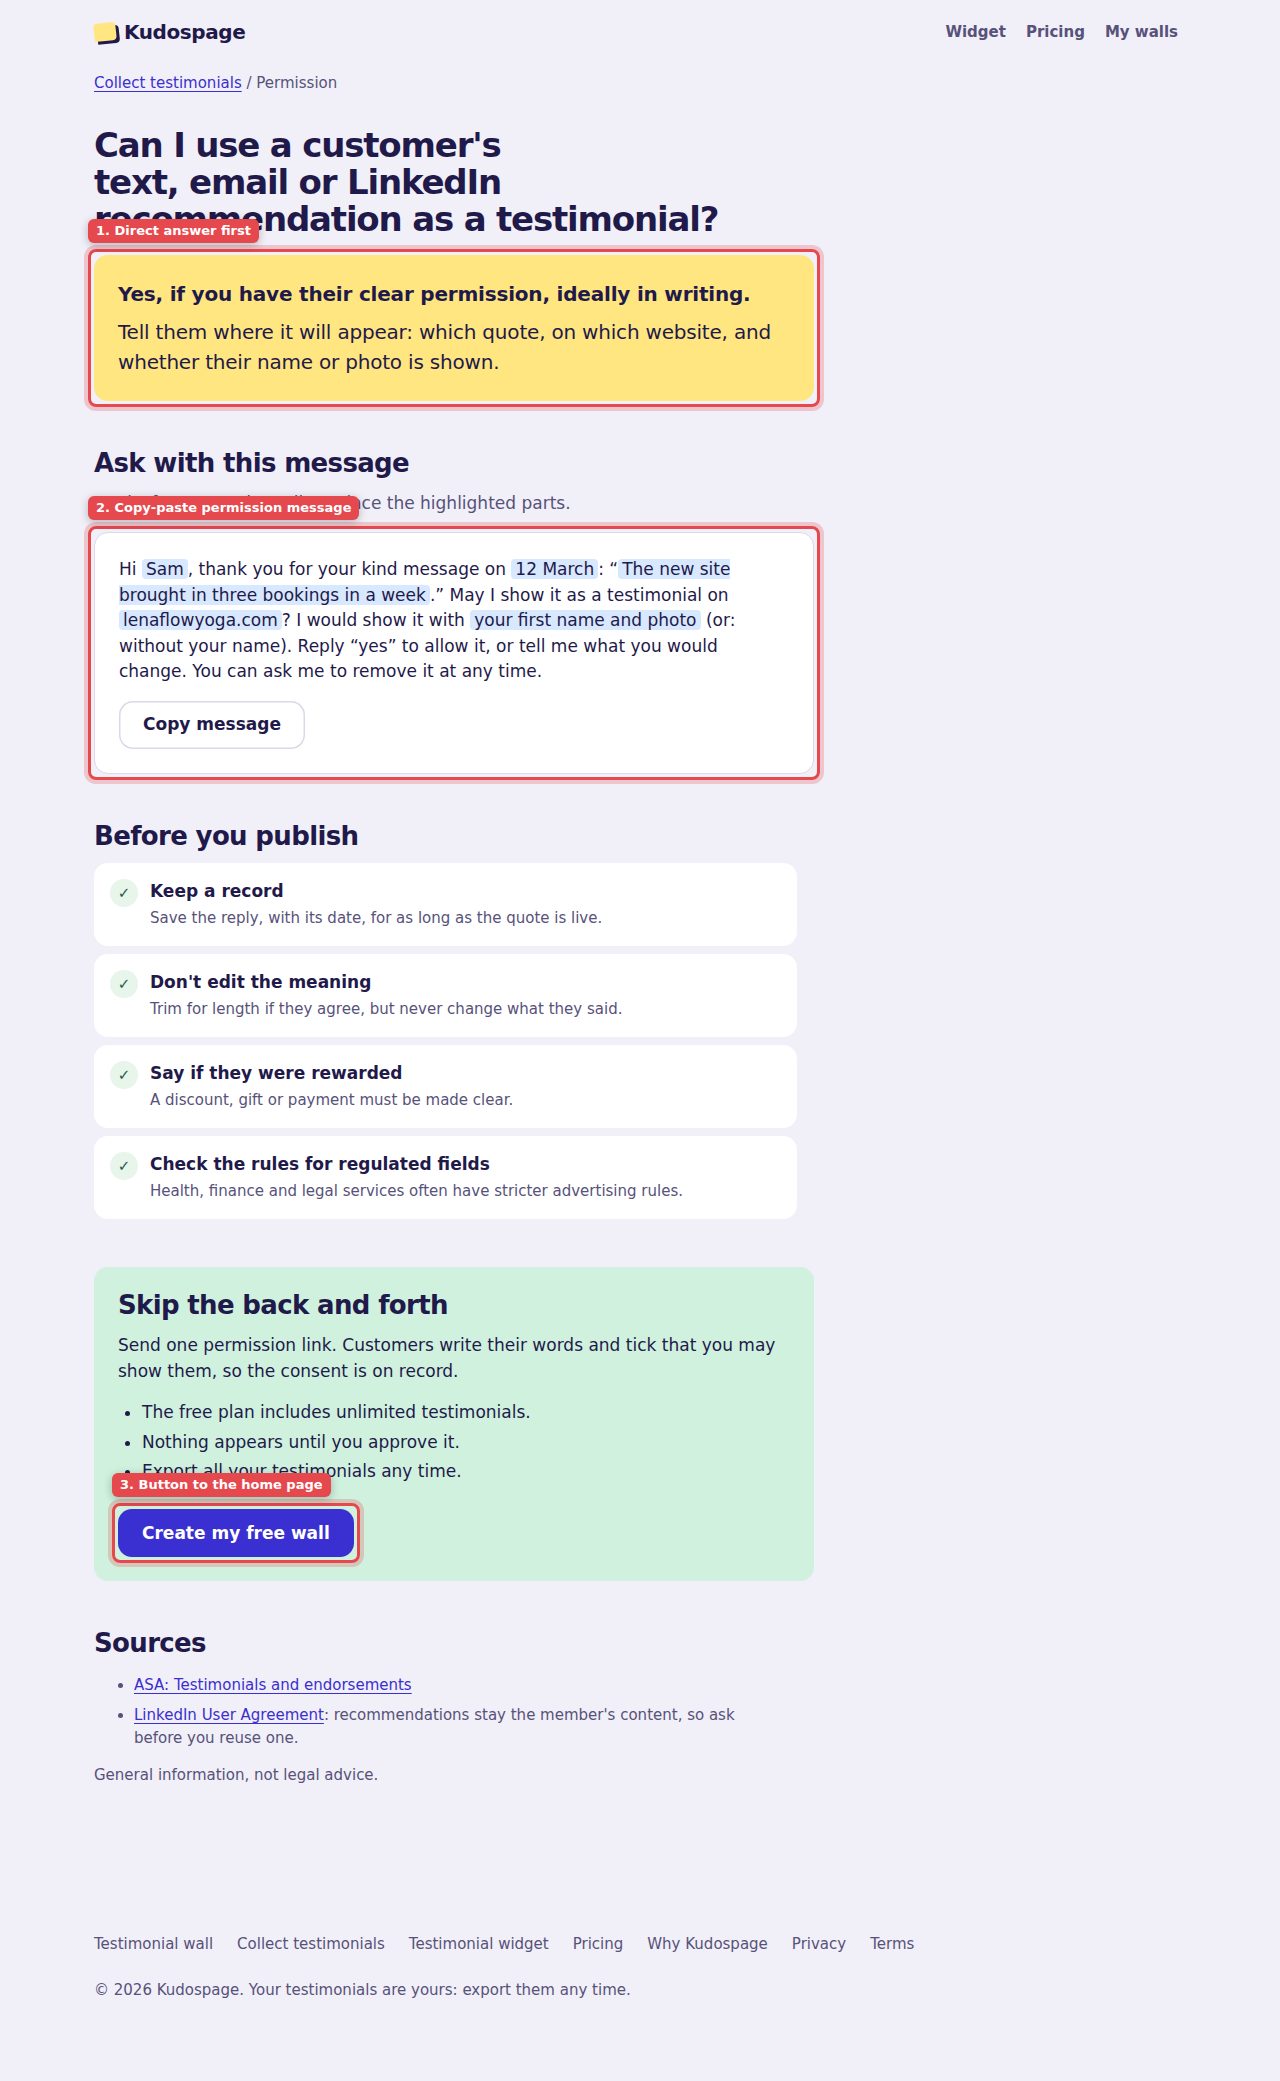 Kudospage
Widget Pricing My walls
Collect testimonials / Permission
Can I use a customer's
text, email or LinkedIn
recommendation as a testimonial?
1. Direct answer first
Yes, if you have their clear permission, ideally in writing.
Tell them where it will appear: which quote, on which website, and
whether their name or photo is shown.
Ask with this message
the highlighted parts.
2. Copy-paste permission message
Hi Sam, thank you for your kind message on 12 March: “The new site
brought in three bookings in a week.” May I show it as a testimonial on
lenaflowyoga.com? I would show it with your first name and photo (or:
without your name). Reply “yes” to allow it, or tell me what you would
change. You can ask me to remove it at any time.
Copy message
Before you publish
✓ Keep a record
Save the reply, with its date, for as long as the quote is live.
✓ Don't edit the meaning
Trim for length if they agree, but never change what they said.
✓ Say if they were rewarded
A discount, gift or payment must be made clear.
✓ Check the rules for regulated fields
Health, finance and legal services often have stricter advertising rules.
Skip the back and forth
Send one permission link. Customers write their words and tick that you may
show them, so the consent is on record.
• The free plan includes unlimited testimonials.
• Nothing appears until you approve it.
• Export all your testimonials any time.
3. Button to the home page
Create my free wall
Sources
• ASA: Testimonials and endorsements
• LinkedIn User Agreement: recommendations stay the member's content, so ask
before you reuse one.
General information, not legal advice.
Testimonial wall Collect testimonials Testimonial widget Pricing Why Kudospage Privacy Terms
© 2026 Kudospage. Your testimonials are yours: export them any time.